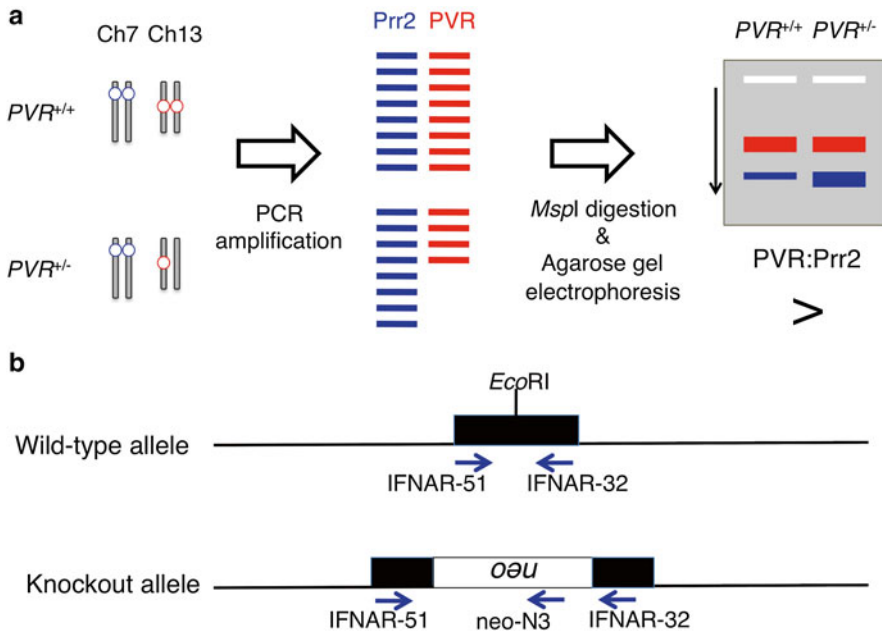 a
Ch7 Ch13
Prr2 PVR
PVR+/+ PVR+/-
PVR+/+
PCR
amplification
MspI digestion
&
Agarose gel
electrophoresis
PVR+/-
PVR:Prr2
>
b
EcoRI
Wild-type allele
IFNAR-51 IFNAR-32
neo
Knockout allele
IFNAR-51 neo-N3 IFNAR-32